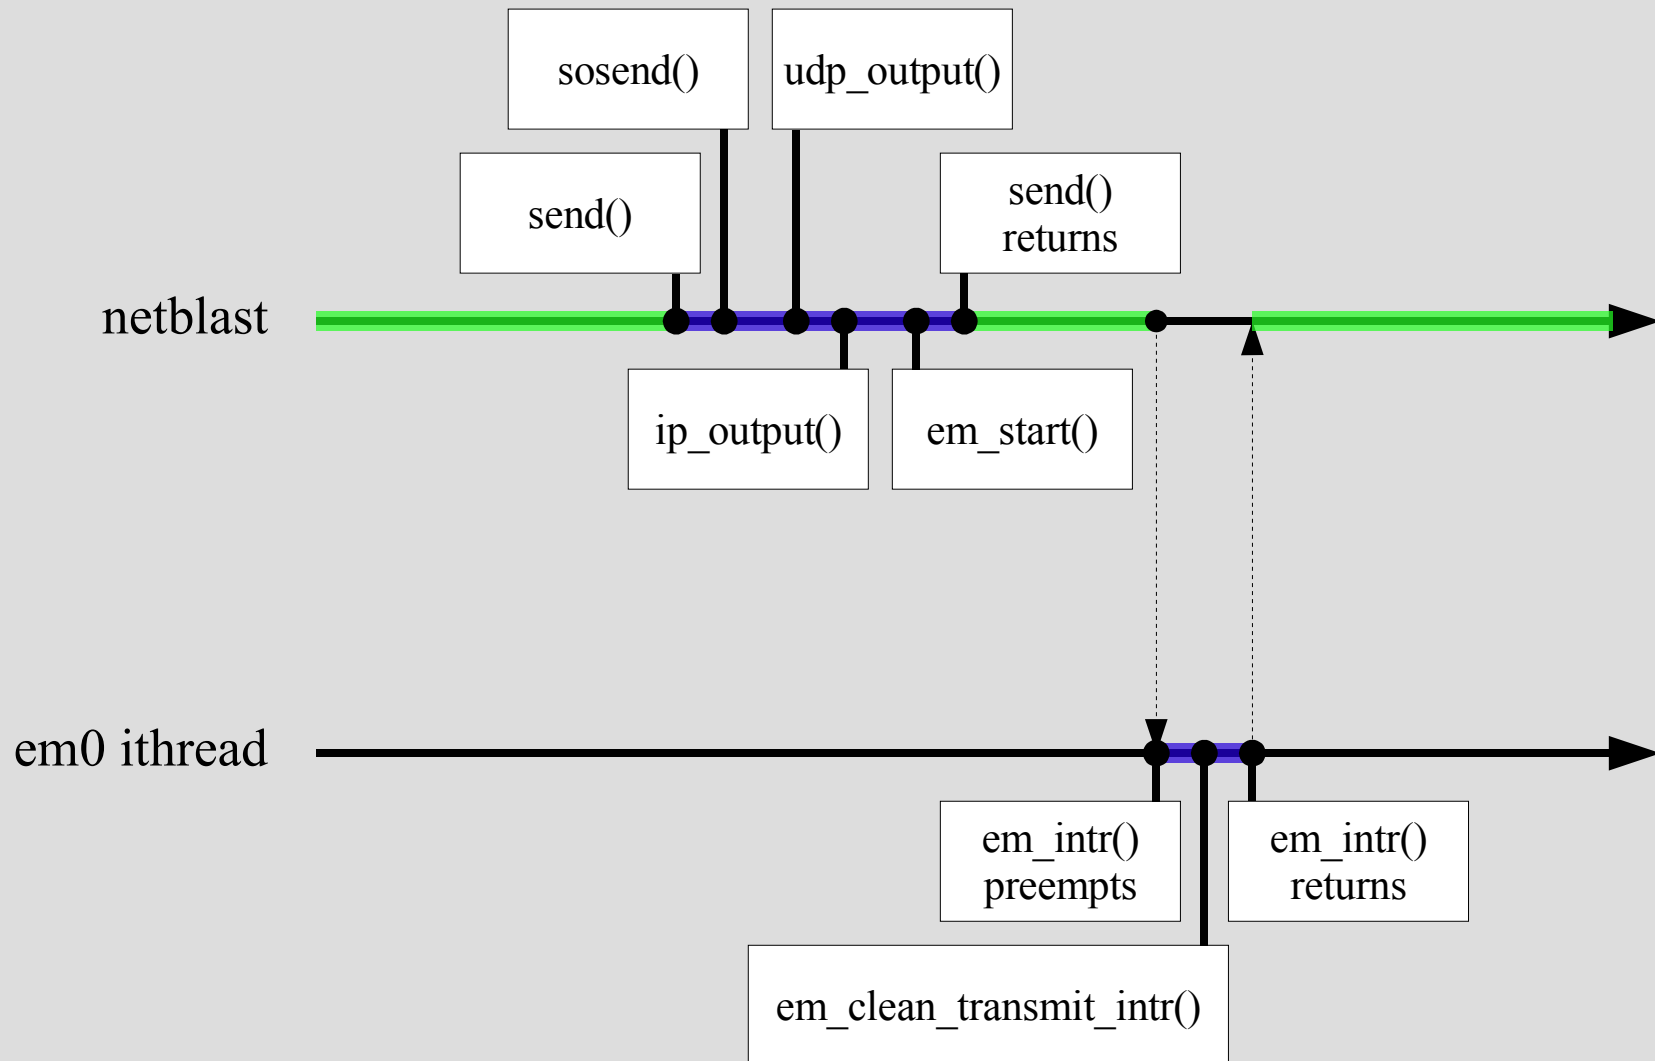 sosend()
udp_output()
send()
send()
returns
netblast
ip_output()
em_start()
em0 ithread
em_intr()
preempts
em_intr()
returns
em_clean_transmit_intr()